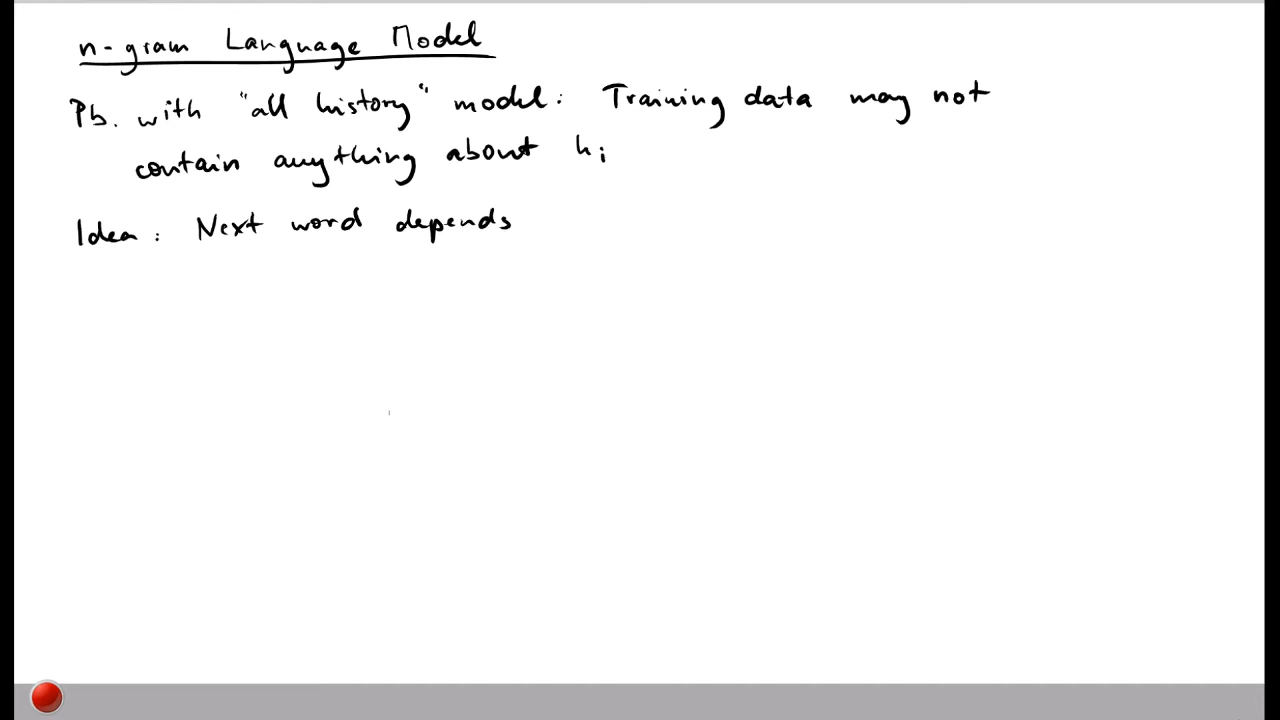 n-gram Language Model
Pb. with "all history" model: Training data may not
contain anything about hi
Idea: Next word depends